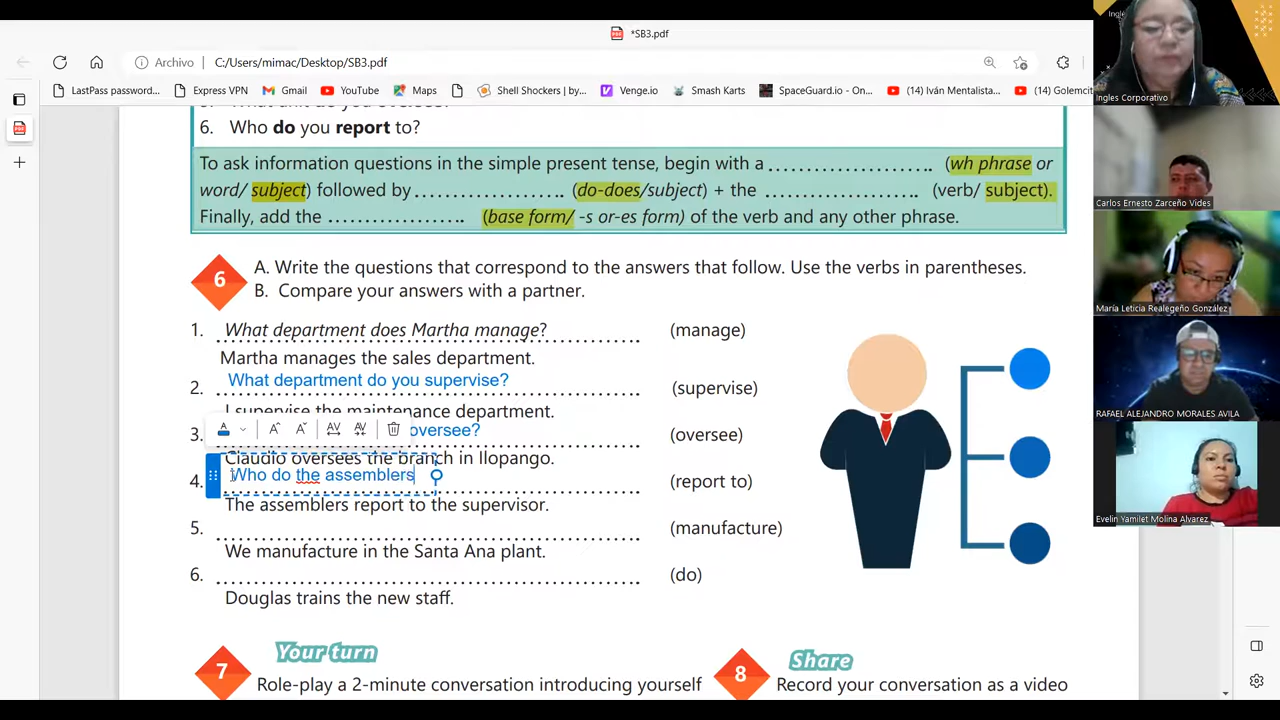 *SB3.pdf
Archivo
C:/Users/mimac/Desktop/SB3.pdf
LastPass password...
Express VPN
Gmail
YouTube
Maps
Shell Shockers | by...
Venge.io
Smash Karts
SpaceGuard.io - On...
(14) Iván Mentalista...
(14) Golemcit
6. Who do you report to?
To ask information questions in the simple present tense, begin with a ........................ (wh phrase or
word/ subject) followed by ...................... (do-does/subject) + the ...................... (verb/ subject).
Finally, add the .................... (base form/ -s or-es form) of the verb and any other phrase.
6
A. Write the questions that correspond to the answers that follow. Use the verbs in parentheses.
B. Compare your answers with a partner.
1. What department does Martha manage? (manage)
Martha manages the sales department.
2. What department do you supervise? (supervise)
I supervise the maintenance department.
3. oversee? (oversee)
Claudio oversees the branch in Ilopango.
4. Who do the assemblers (report to)
The assemblers report to the supervisor.
5. (manufacture)
We manufacture in the Santa Ana plant.
6. (do)
Douglas trains the new staff.
7
Your turn
Role-play a 2-minute conversation introducing yourself
8
Share
Record your conversation as a video
Ingles Corporativo
Carlos Ernesto Zarceño Vides
María Leticia Realegeño González
RAFAEL ALEJANDRO MORALES AVILA
Evelin Yamilet Molina Alvarez